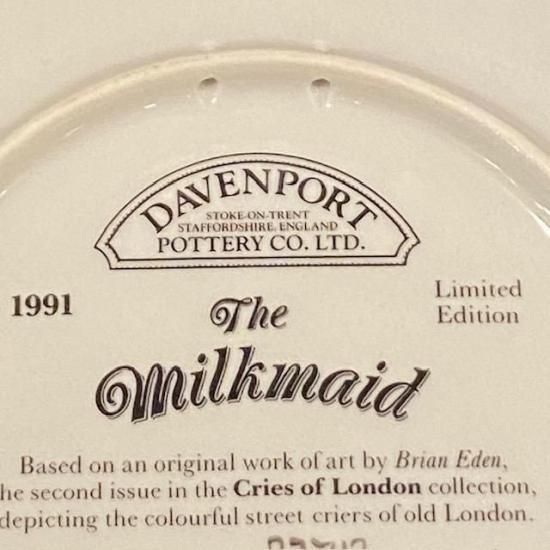 DAVENPORT
STOKE-ON-TRENT
STAFFORDSHIRE, ENGLAND
POTTERY CO. LTD.
1991
Limited
Edition
The
Milkmaid
Based on an original work of art by Brian Eden,
he second issue in the Cries of London collection,
depicting the colourful street criers of old London.